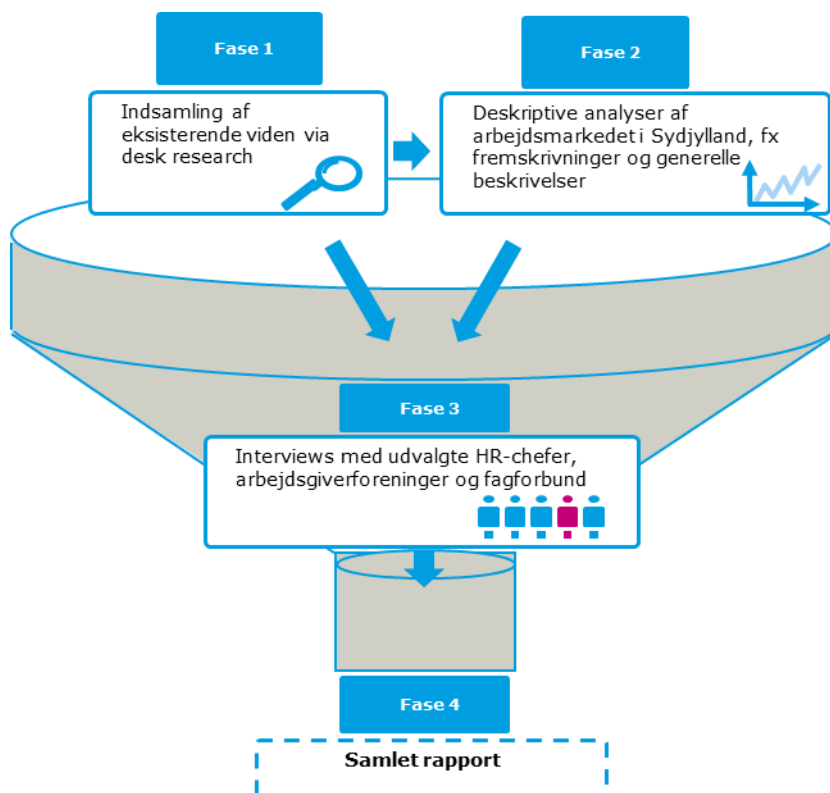 Fase 1
Indsamling af
eksisterende viden via
desk research
Fase 2
Deskriptive analyser af
arbejdsmarkedet i Sydjylland, fx
fremskrivninger og generelle
beskrivelser
Fase 3
Interviews med udvalgte HR-chefer,
arbejdsgiverforeninger og fagforbund
Fase 4
Samlet rapport